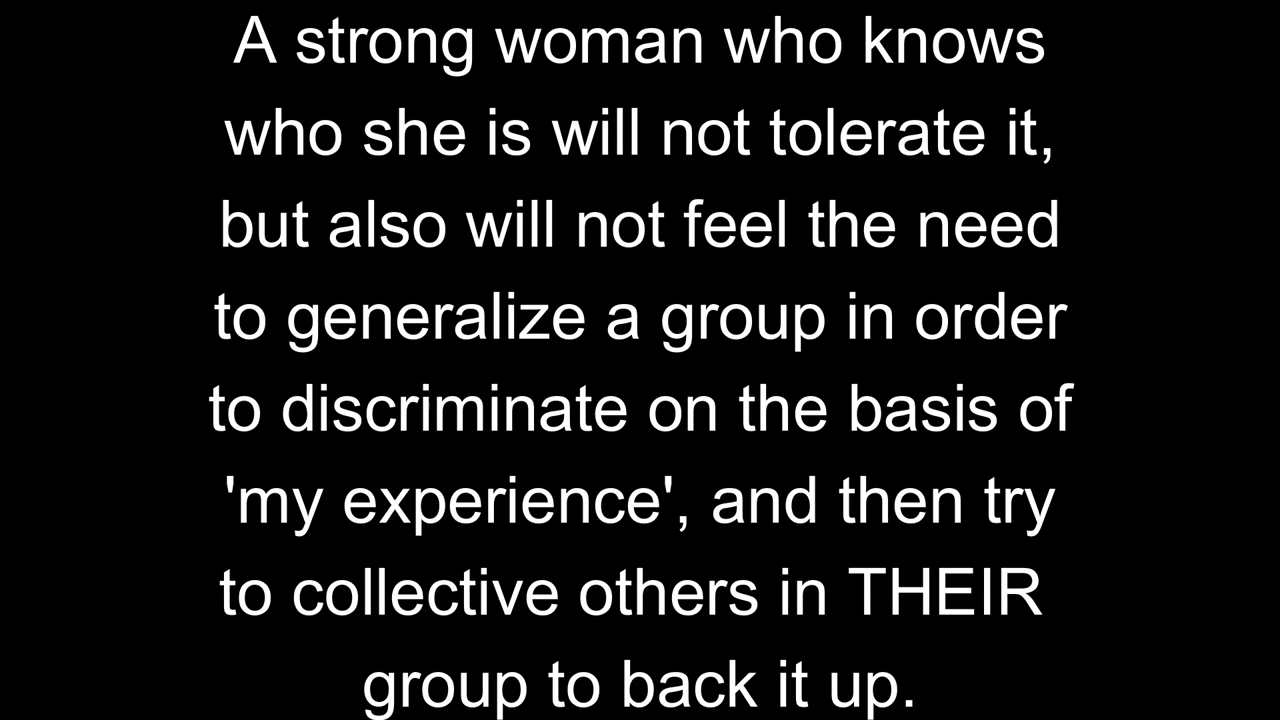 A strong woman who knows
who she is will not tolerate it,
but also will not feel the need
to generalize a group in order
to discriminate on the basis of
'my experience', and then try
to collective others in THEIR
group to back it up.